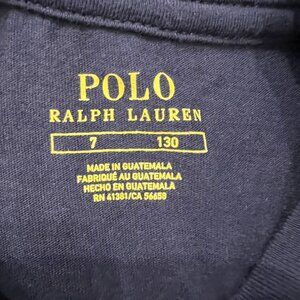 POLO
RALPH LAUREN
7 130
MADE IN GUATEMALA
FABRIQUÉ AU GUATEMALA
HECHO EN GUATEMALA
RN 41381/CA 56658